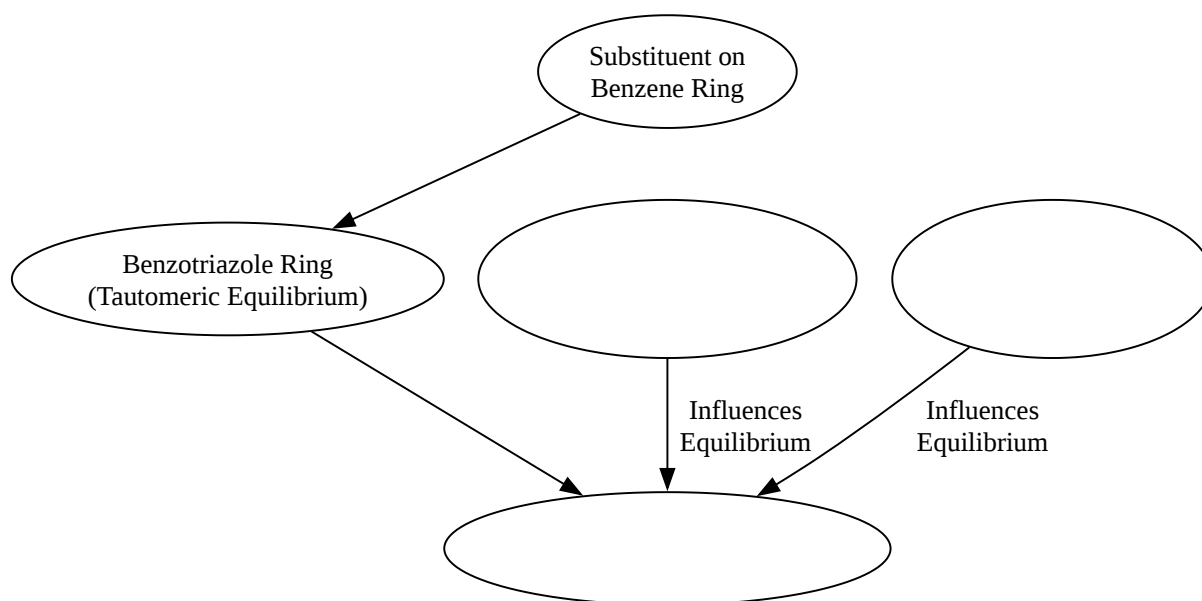 Substituent on
Benzene Ring
Benzotriazole Ring
(Tautomeric Equilibrium)
Influences
Equilibrium
Influences
Equilibrium